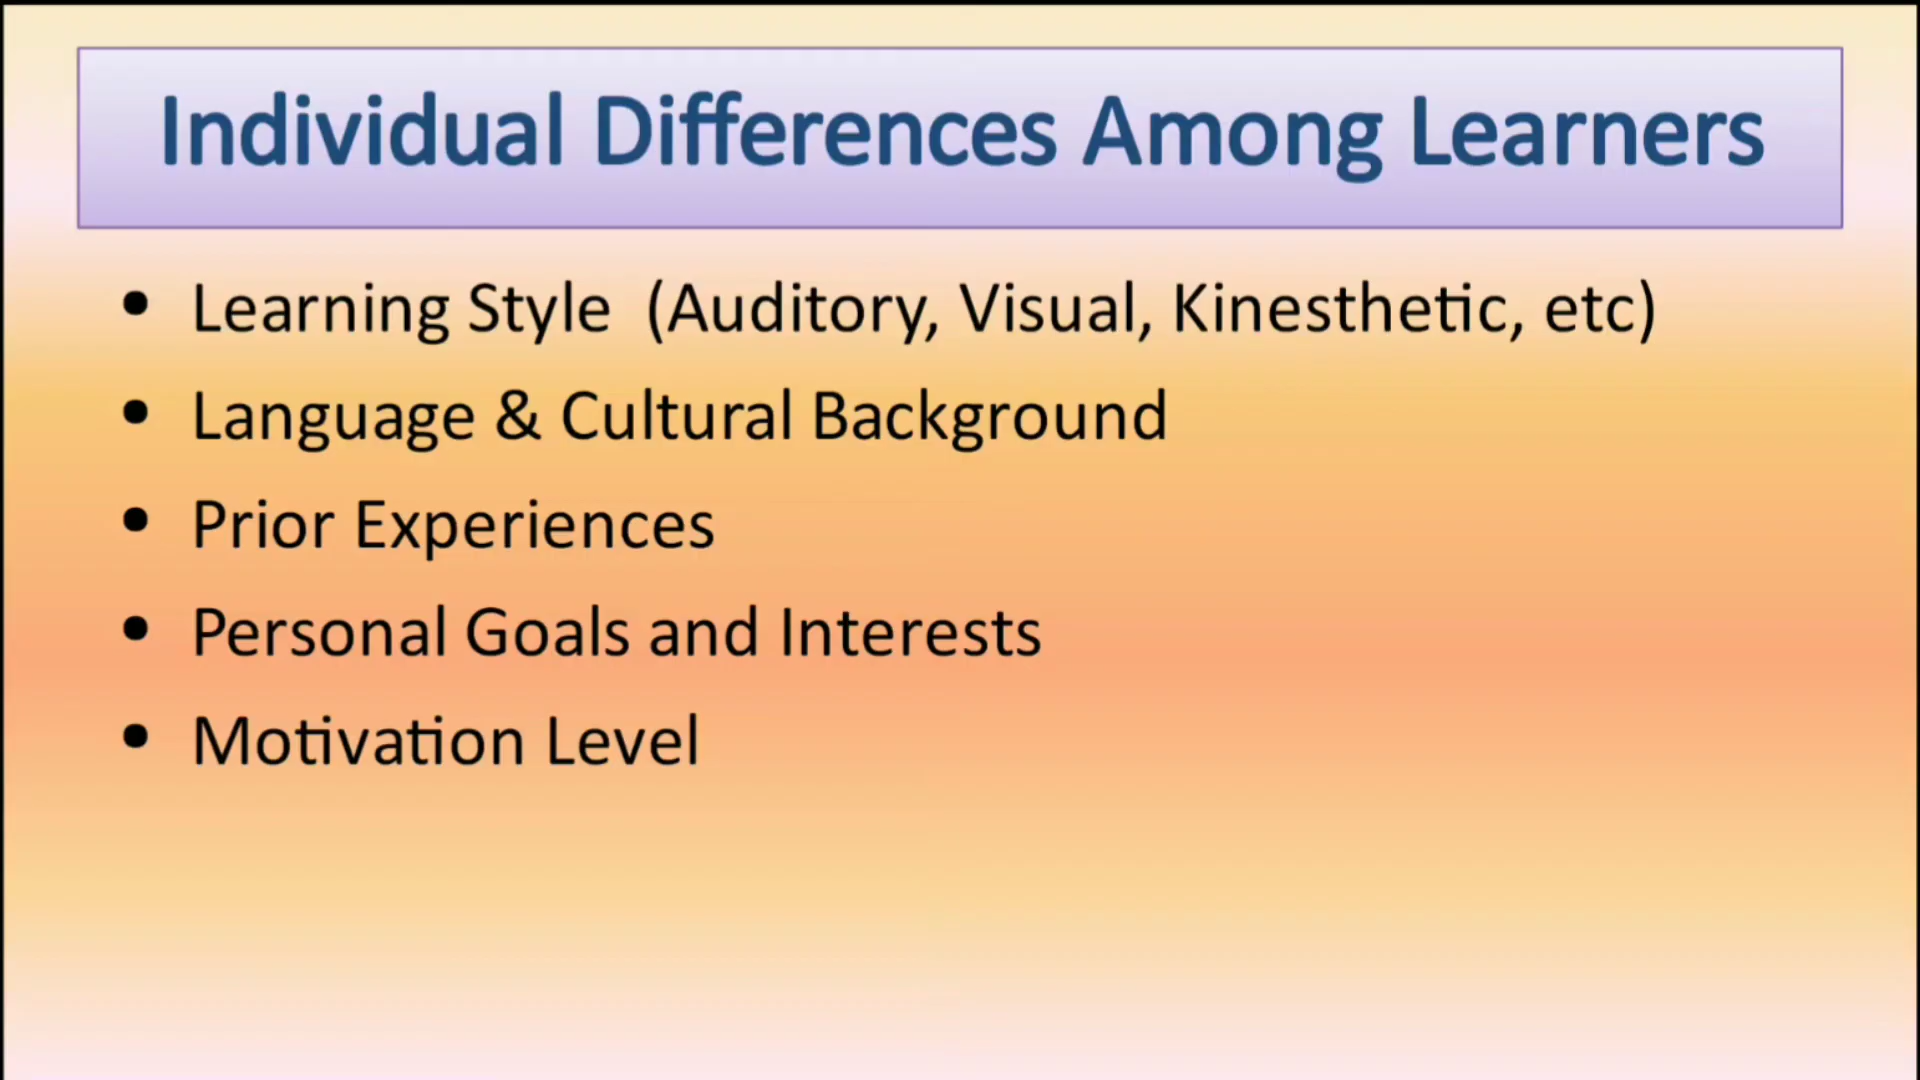 Individual Differences Among Learners
• Learning Style (Auditory, Visual, Kinesthetic, etc)
• Language & Cultural Background
• Prior Experiences
• Personal Goals and Interests
• Motivation Level